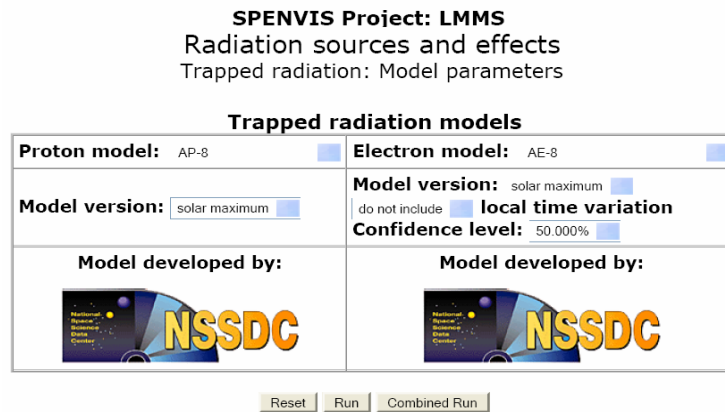 SPENVIS Project: LMMS
Radiation sources and effects
Trapped radiation: Model parameters
Trapped radiation models
Proton model: AP-8
Electron model: AE-8
Model version: solar maximum
Model version: solar maximum
do not include local time variation
Confidence level: 50.000%
Model developed by:
Model developed by:
National
Space
Science
Data
Center
NSSDC
National
Space
Science
Data
Center
NSSDC
Reset Run Combined Run